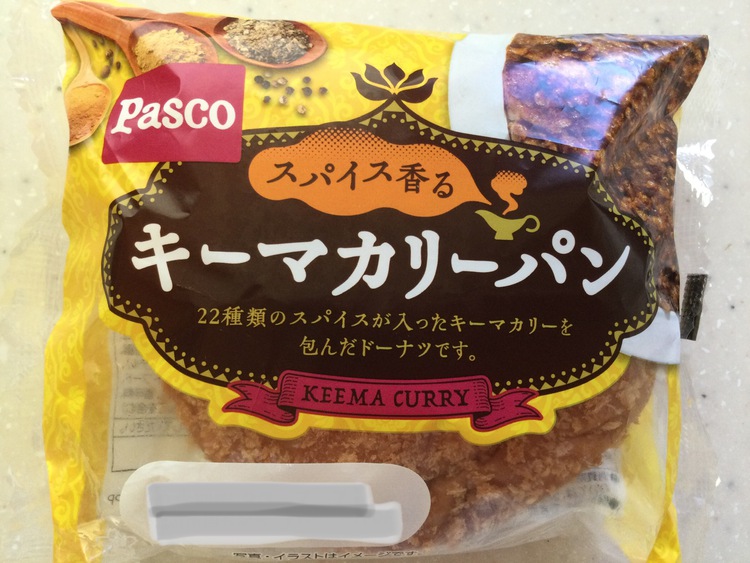 Pasco
スパイス香る
キーマカリーパン
22種類のスパイスが入ったキーマカリーを
包んだドーナツです。
KEEMA CURRY
写真・イラストはイメージです